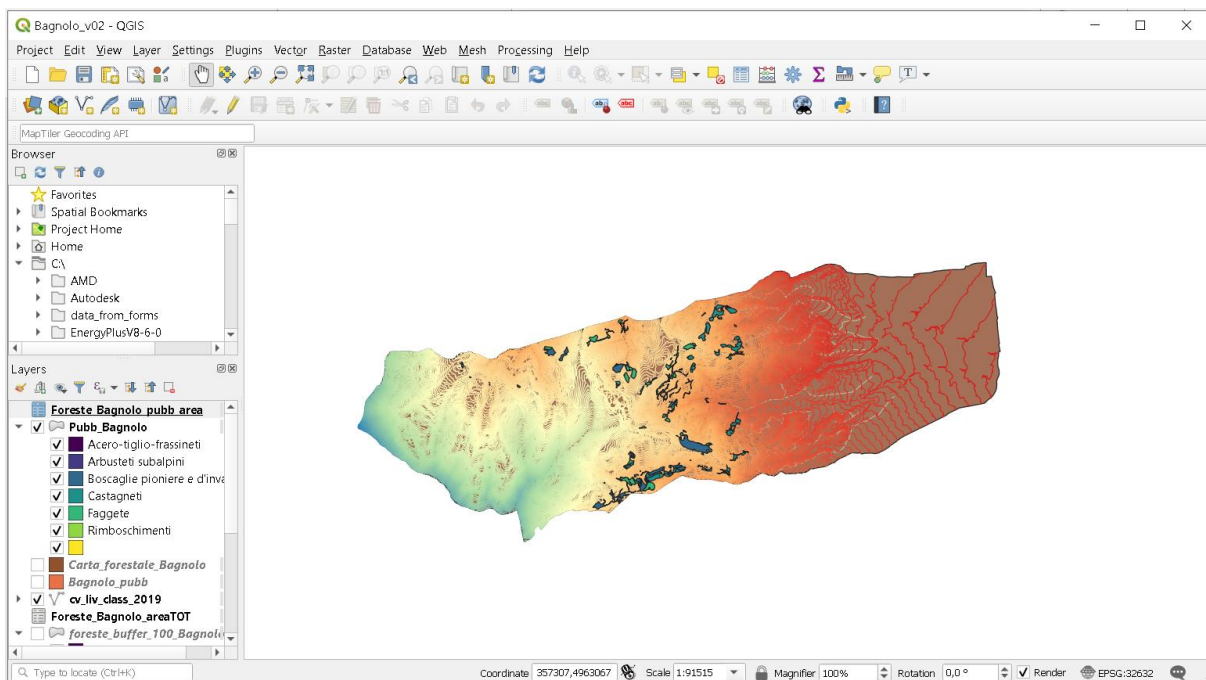 Bagnolo_v02 - QGIS
Project Edit View Layer Settings Plugins Vector Raster Database Web Mesh Processing Help
MapTiler Geocoding API
Browser
Favorites
Spatial Bookmarks
Project Home
Home
C:\
AMD
Autodesk
data_from_forms
EnergyPlusV8-6-0
Layers
Foreste_Bagnolo_pubb_area
Pubb_Bagnolo
Acero-tiglio-frassineti
Arbusteti subalpini
Boscaglie pioniere e d'inva
Castagneti
Faggete
Rimboschimenti
Carta_forestale_Bagnolo
Bagnolo_pubb
cv_liv_class_2019
Foreste_Bagnolo_areaTOT
foreste_buffer_100_Bagnolo
Type to locate (Ctrl+K) Coordinate 357307,4963067 Scale 1:91515 Magnifier 100% Rotation 0,0 ° Render EPSG:32632